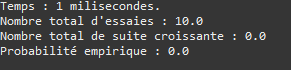 Temps : 1 milisecondes.
Nombre total d'essaies : 10.0
Nombre total de suite croissante : 0.0
Probabilité empirique : 0.0